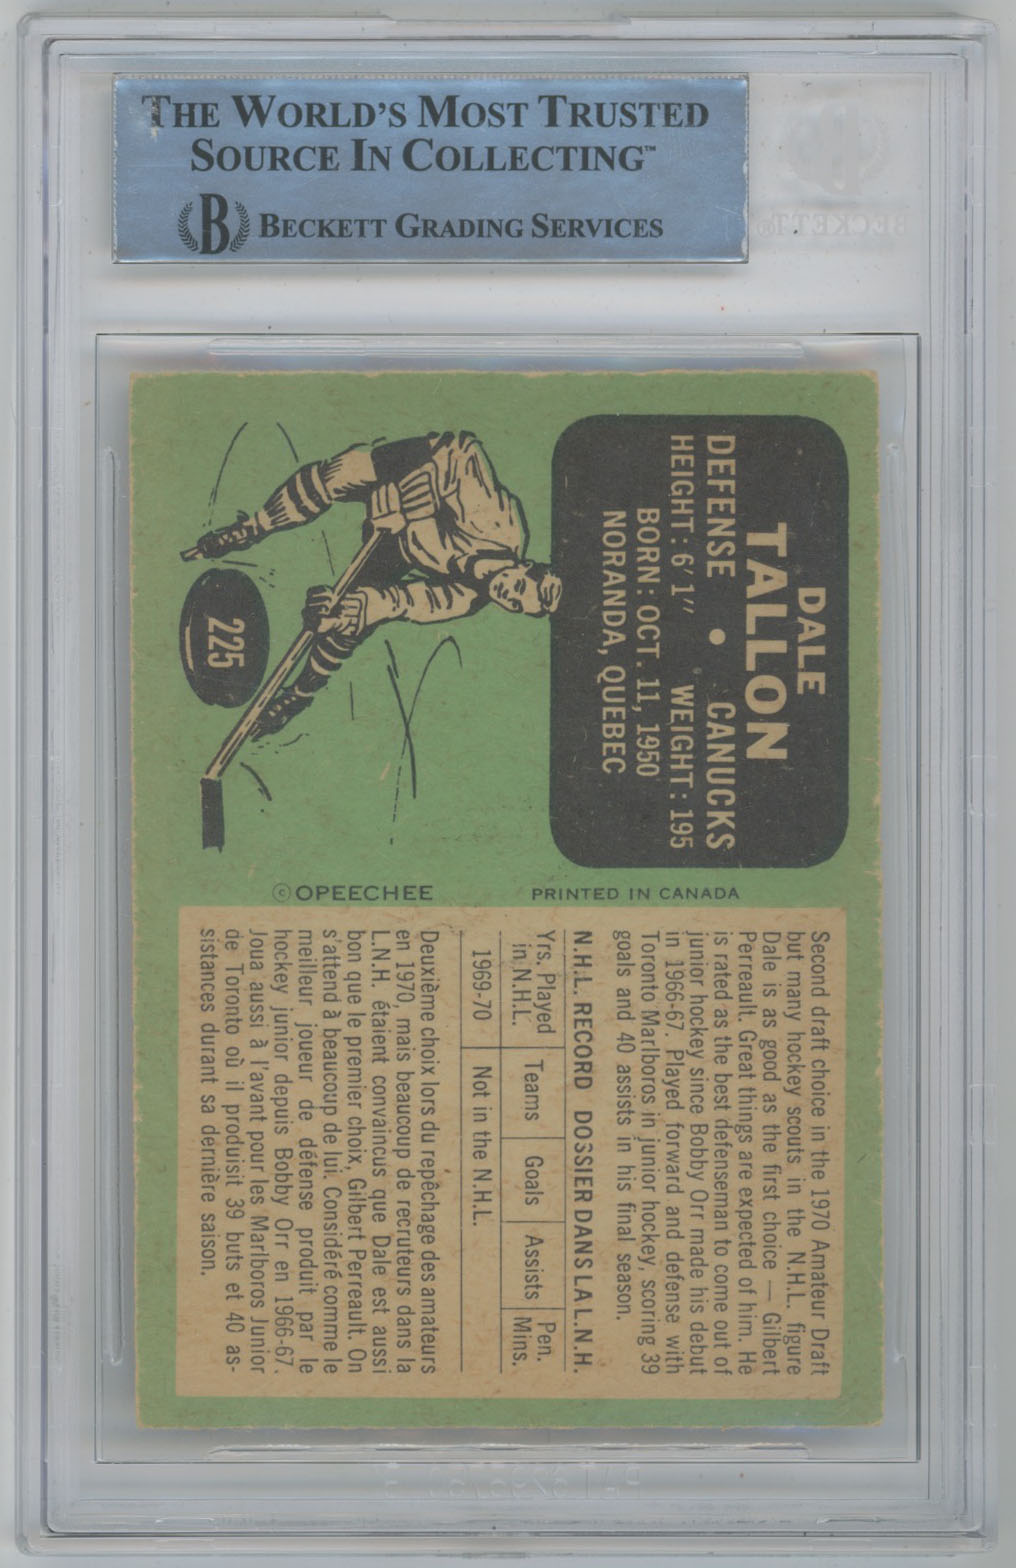 THE WORLD'S MOST TRUSTED
SOURCE IN COLLECTING™
B BECKETT GRADING SERVICES
DALE
TALLON
DEFENSE • CANUCKS
HEIGHT: 6'1" WEIGHT: 195
BORN: OCT. 11, 1950
NORANDA, QUEBEC
225
© OPEECHEE PRINTED IN CANADA
Second draft choice in the 1970 Amateur Draft
but many hockey scouts in the N.H.L. figure
Dale is as good as the first choice — Gilbert
Perreault. Great things are expected of him. He
is rated as the best defenseman to come out of
junior hockey since Bobby Orr made his debut
in 1966-67. Played forward and defense with
Toronto Marlboros in junior hockey, scoring 39
goals and 40 assists in his final season.
N.H.L. RECORD DOSSIER DANS LA L.N.H.
Yrs. Played in N.H.L. Teams Goals Assists Pen. Mins.
1969-70 Not in the N.H.L.
Deuxième choix lors du repêchage des amateurs
en 1970, mais beaucoup de recruteurs dans la
L.N.H. étaient convaincus que Dale est aussi
bon que le premier choix, Gilbert Perreault. On
s'attend à beaucoup de lui. Considéré comme le
meilleur joueur de défense produit par le
hockey junior depuis Bobby Orr en 1966-67.
Joua aussi à l'avant pour les Marlboros Junior
de Toronto où il produisit 39 buts et 40 as-
sistances durant sa dernière saison.